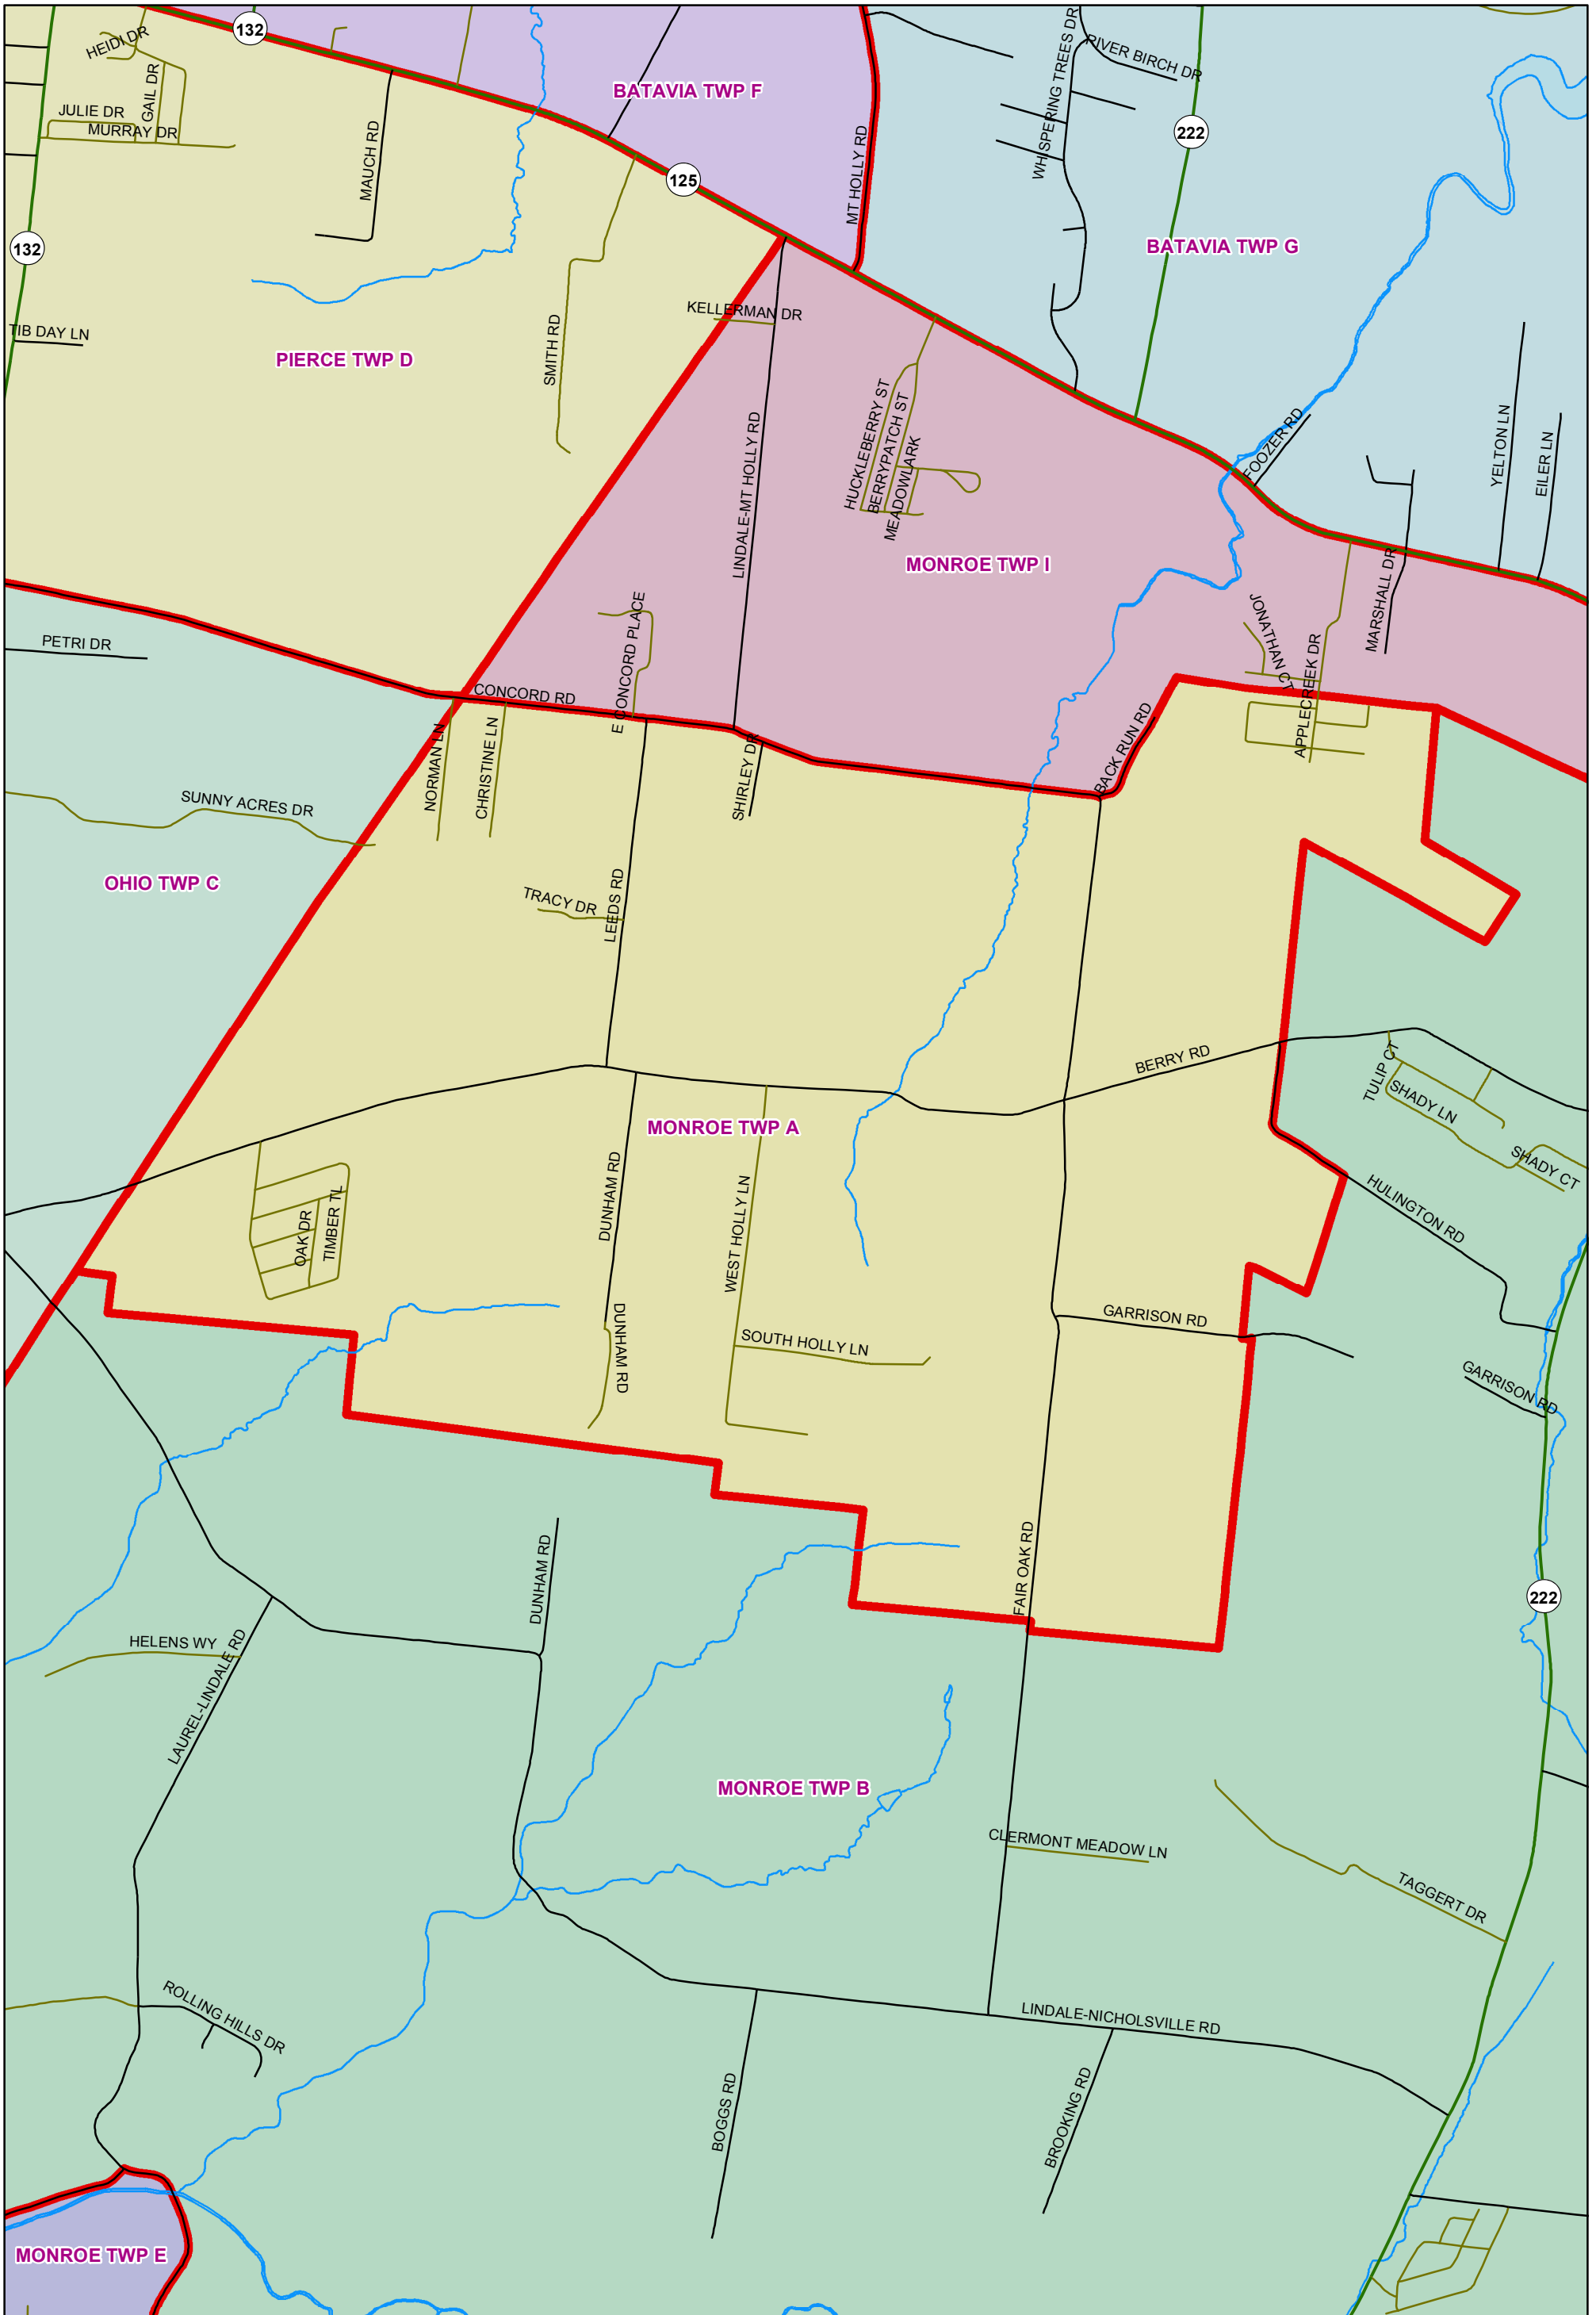 132
HEIDI DR
WHISPERING TREES DR
RIVER BIRCH DR
BATAVIA TWP F
GAIL DR
JULIE DR
MURRAY DR
MAUCH RD
222
125
MT HOLLY RD
132
BATAVIA TWP G
TIB DAY LN
KELLERMAN DR
SMITH RD
PIERCE TWP D
HUCKLEBERRY ST
BERRYPATCH ST
MEADOWLARK
LINDALE-MT HOLLY RD
FOOZER RD
YELTON LN
EILER LN
MONROE TWP I
PETRI DR
E CONCORD PLACE
JONATHAN CT
MARSHALL DR
APPLECREEK DR
CONCORD RD
NORMAN LN
CHRISTINE LN
SHIRLEY DR
BACK RUN RD
SUNNY ACRES DR
OHIO TWP C
TRACY DR
LEEDS RD
BERRY RD
TULIP CT
SHADY LN
SHADY CT
MONROE TWP A
DUNHAM RD
WEST HOLLY LN
OAK DR
TIMBER TL
HULINGTON RD
GARRISON RD
DUNHAM RD
SOUTH HOLLY LN
GARRISON RD
FAIR OAK RD
DUNHAM RD
222
HELENS WY
LAUREL-LINDALE RD
MONROE TWP B
CLERMONT MEADOW LN
TAGGERT DR
ROLLING HILLS DR
LINDALE-NICHOLSVILLE RD
BOGGS RD
BROOKING RD
MONROE TWP E